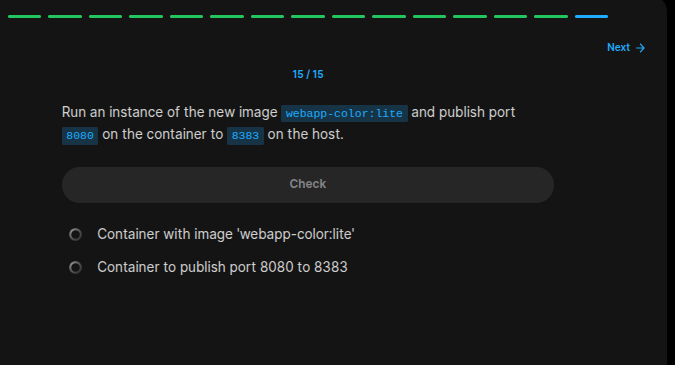 Next →
15 / 15
Run an instance of the new image webapp-color:lite and publish port
8080 on the container to 8383 on the host.
Check
Container with image 'webapp-color:lite'
Container to publish port 8080 to 8383